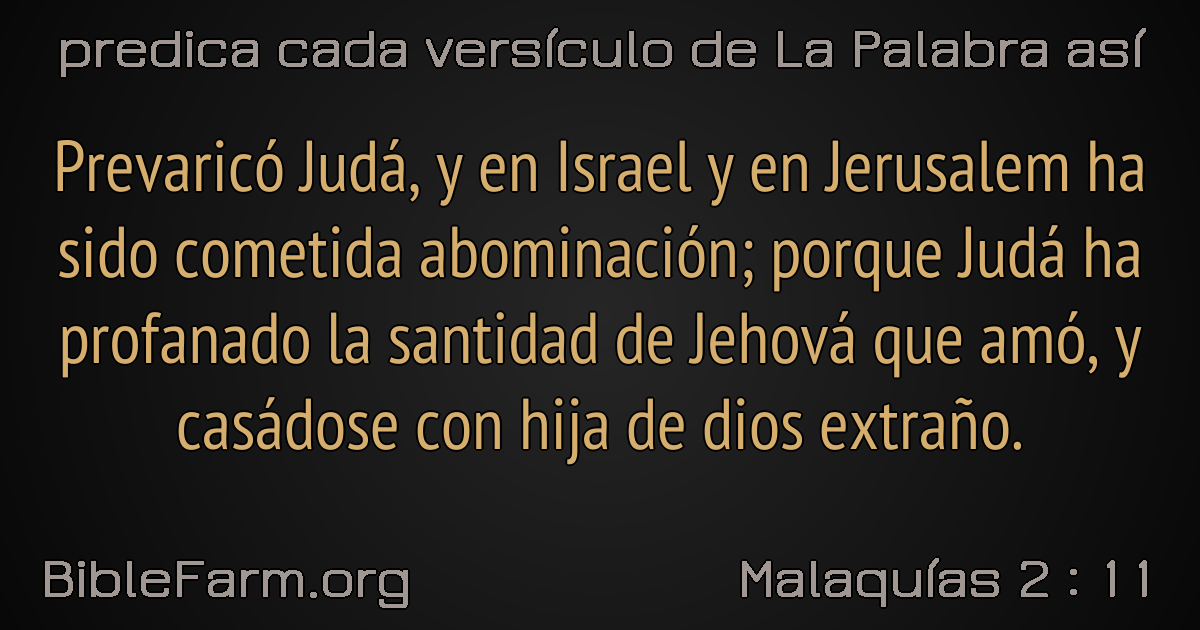 predica cada versículo de La Palabra así
Prevaricó Judá, y en Israel y en Jerusalem ha
sido cometida abominación; porque Judá ha
profanado la santidad de Jehová que amó, y
casádose con hija de dios extraño.
BibleFarm.org
Malaquías 2 : 11